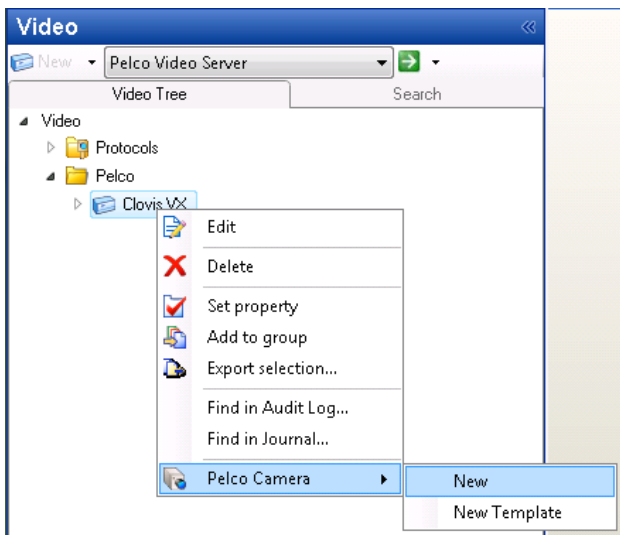 Video
New
Pelco Video Server
Video Tree
Search
Video
Protocols
Pelco
Clovis VX
Edit
Delete
Set property
Add to group
Export selection...
Find in Audit Log...
Find in Journal...
Pelco Camera
New
New Template